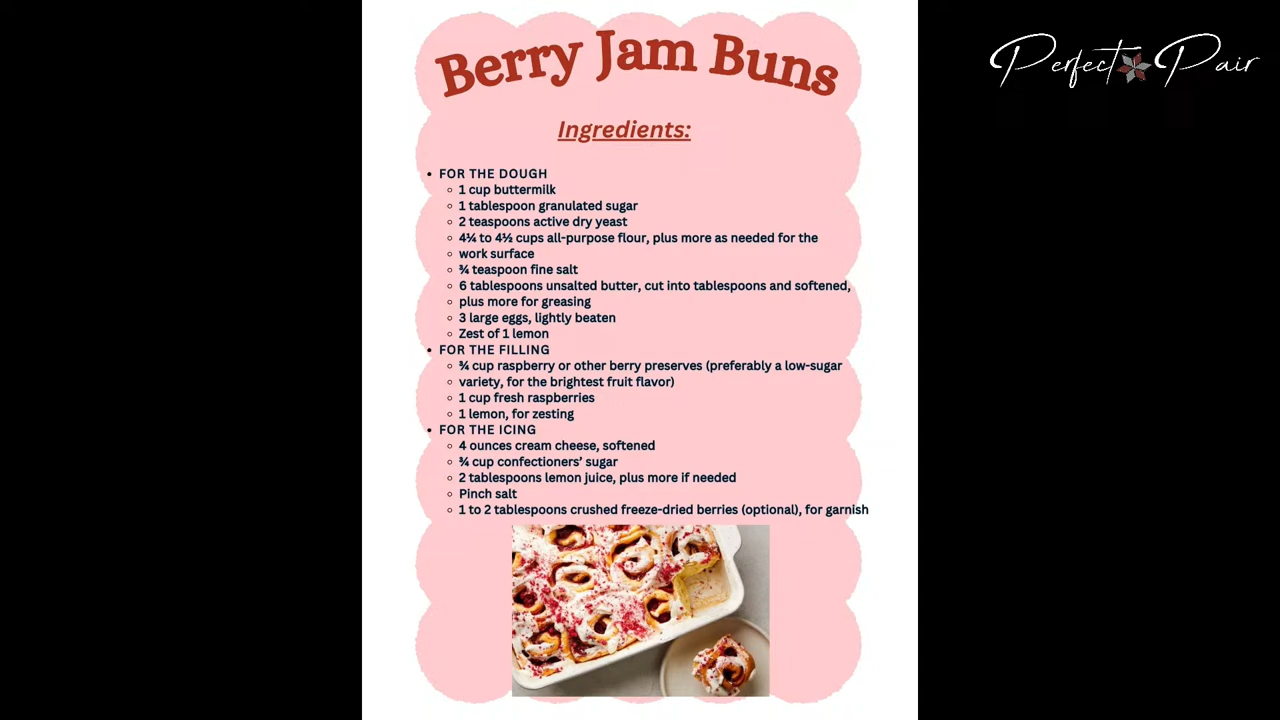 Berry Jam Buns
Perfect Pair
Ingredients:
• FOR THE DOUGH
◦ 1 cup buttermilk
◦ 1 tablespoon granulated sugar
◦ 2 teaspoons active dry yeast
◦ 4¼ to 4½ cups all-purpose flour, plus more as needed for the
◦ work surface
◦ ¾ teaspoon fine salt
◦ 6 tablespoons unsalted butter, cut into tablespoons and softened,
◦ plus more for greasing
◦ 3 large eggs, lightly beaten
◦ Zest of 1 lemon
• FOR THE FILLING
◦ ¾ cup raspberry or other berry preserves (preferably a low-sugar
◦ variety, for the brightest fruit flavor)
◦ 1 cup fresh raspberries
◦ 1 lemon, for zesting
• FOR THE ICING
◦ 4 ounces cream cheese, softened
◦ ¾ cup confectioners’ sugar
◦ 2 tablespoons lemon juice, plus more if needed
◦ Pinch salt
◦ 1 to 2 tablespoons crushed freeze-dried berries (optional), for garnish